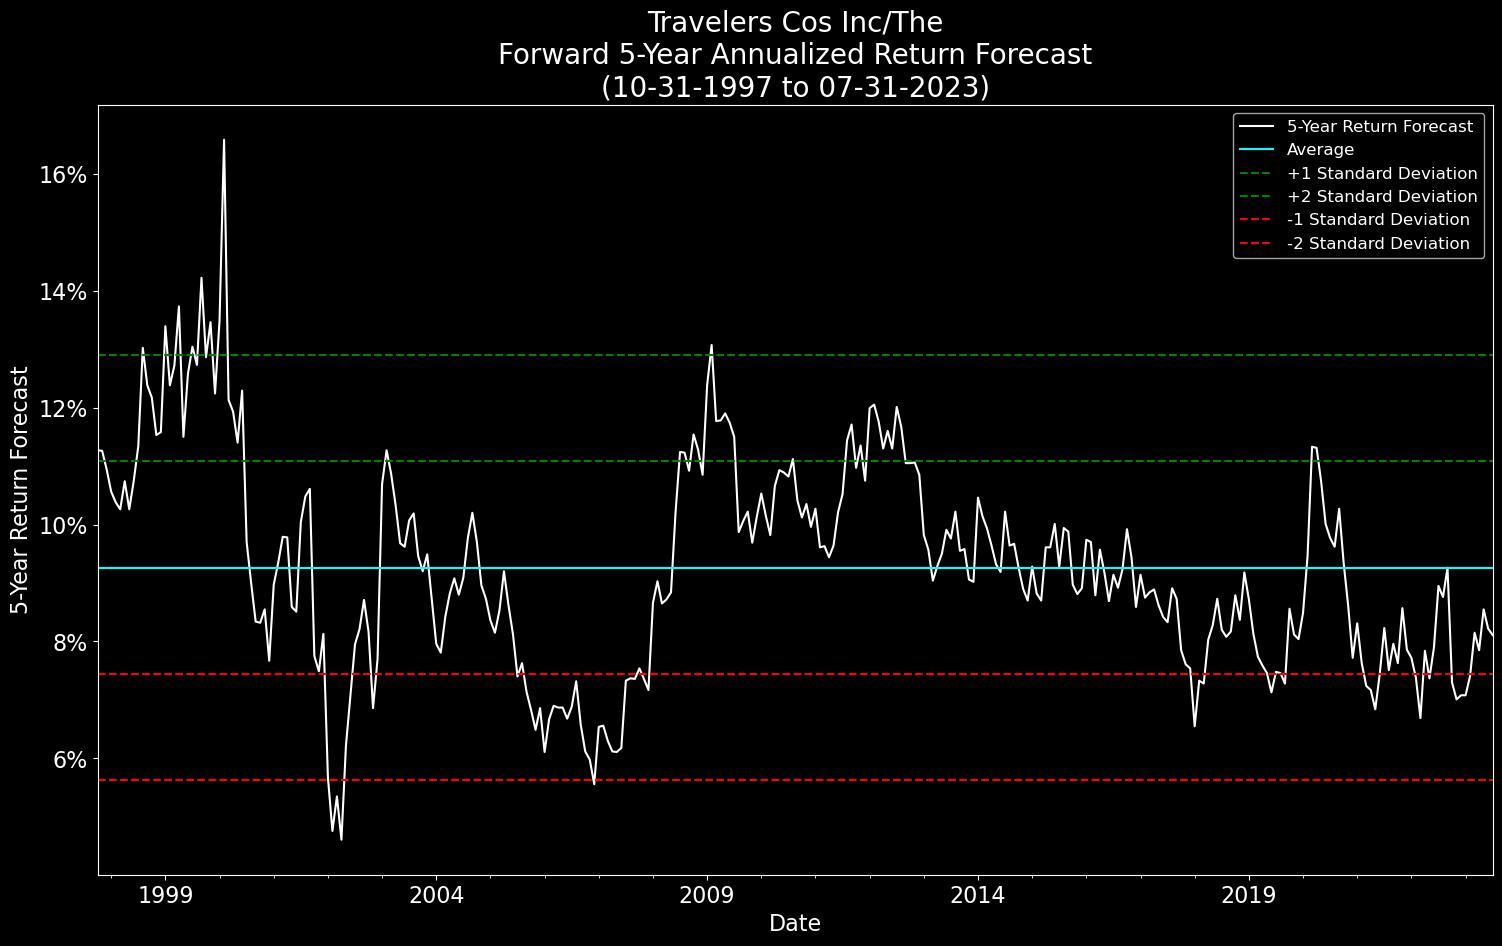 Travelers Cos Inc/The
Forward 5-Year Annualized Return Forecast
(10-31-1997 to 07-31-2023)
5-Year Return Forecast
Average
+1 Standard Deviation
+2 Standard Deviation
-1 Standard Deviation
-2 Standard Deviation
16%
14%
12%
10%
8%
6%
5-Year Return Forecast
1999
2004
2009
2014
2019
Date